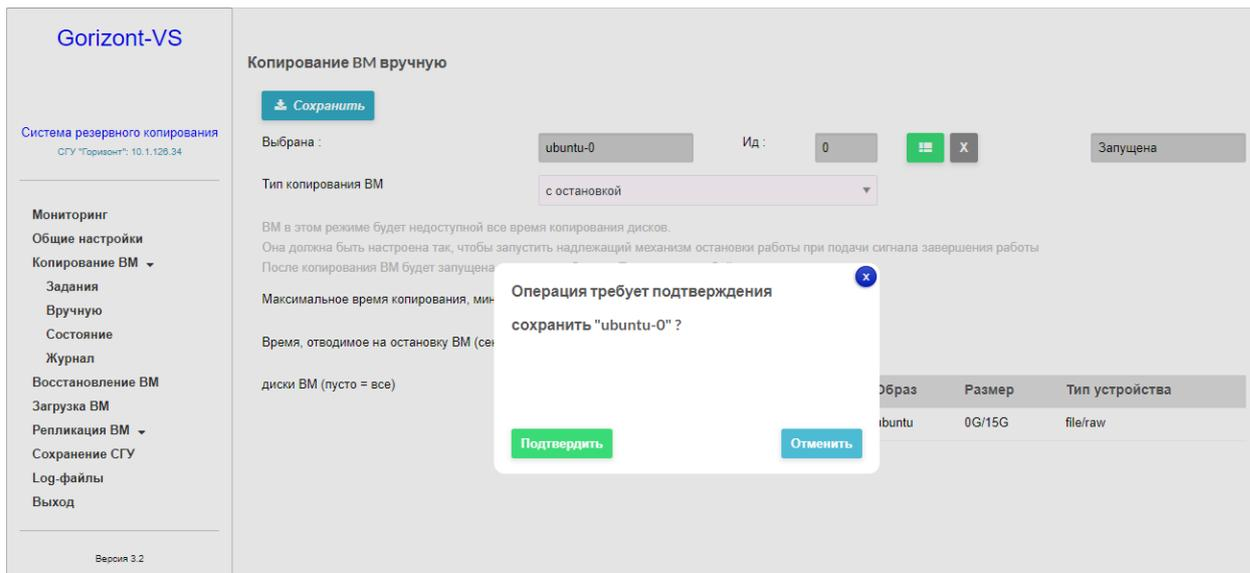 Gorizont-VS
Система резервного копирования
СГУ "Горизонт": 10.1.126.34
Мониторинг
Общие настройки
Копирование ВМ
Задания
Вручную
Состояние
Журнал
Восстановление ВМ
Загрузка ВМ
Репликация ВМ
Сохранение СГУ
Log-файлы
Выход
Версия 3.2
Копирование ВМ вручную
Сохранить
Выбрана : ubuntu-0 Ид : 0 X Запущена
Тип копирования ВМ с остановкой
ВМ в этом режиме будет недоступной все время копирования дисков.
Она должна быть настроена так, чтобы запустить надлежащий механизм остановки работы при подачи сигнала завершения работы
После копирования ВМ будет запущена
Максимальное время копирования, мин
Время, отводимое на остановку ВМ (сек
диски ВМ (пусто = все)
Образ Размер Тип устройства
ubuntu 0G/15G file/raw
x
Операция требует подтверждения
сохранить "ubuntu-0" ?
Подтвердить Отменить